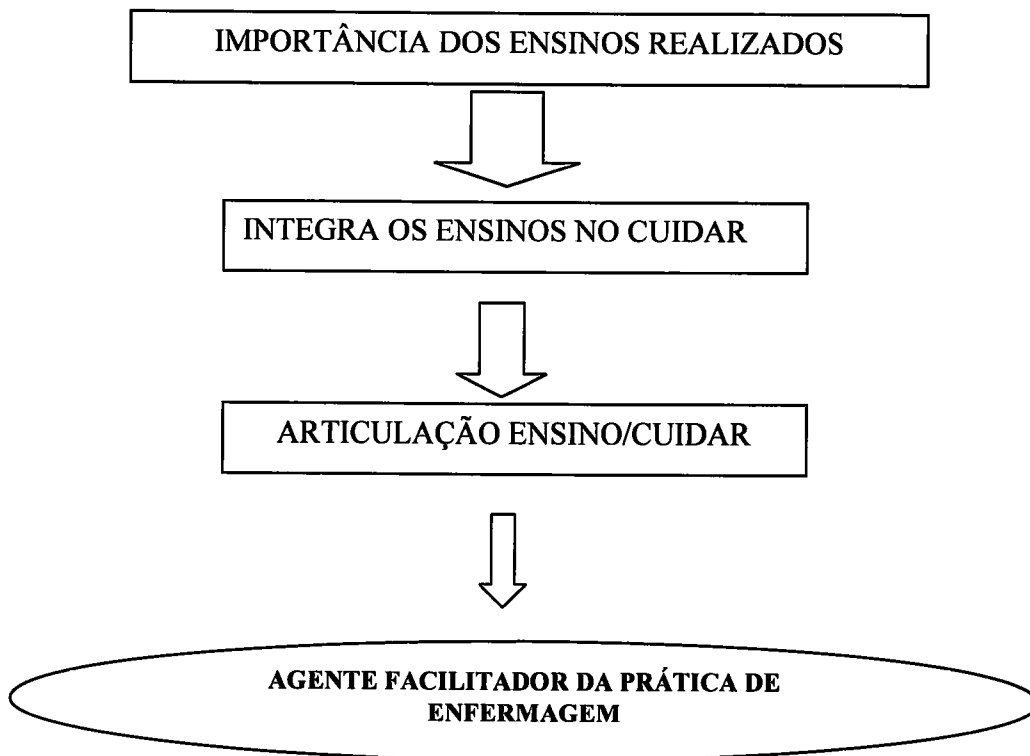 IMPORTÂNCIA DOS ENSINOS REALIZADOS
INTEGRA OS ENSINOS NO CUIDAR
ARTICULAÇÃO ENSINO/CUIDAR
AGENTE FACILITADOR DA PRÁTICA DE
ENFERMAGEM